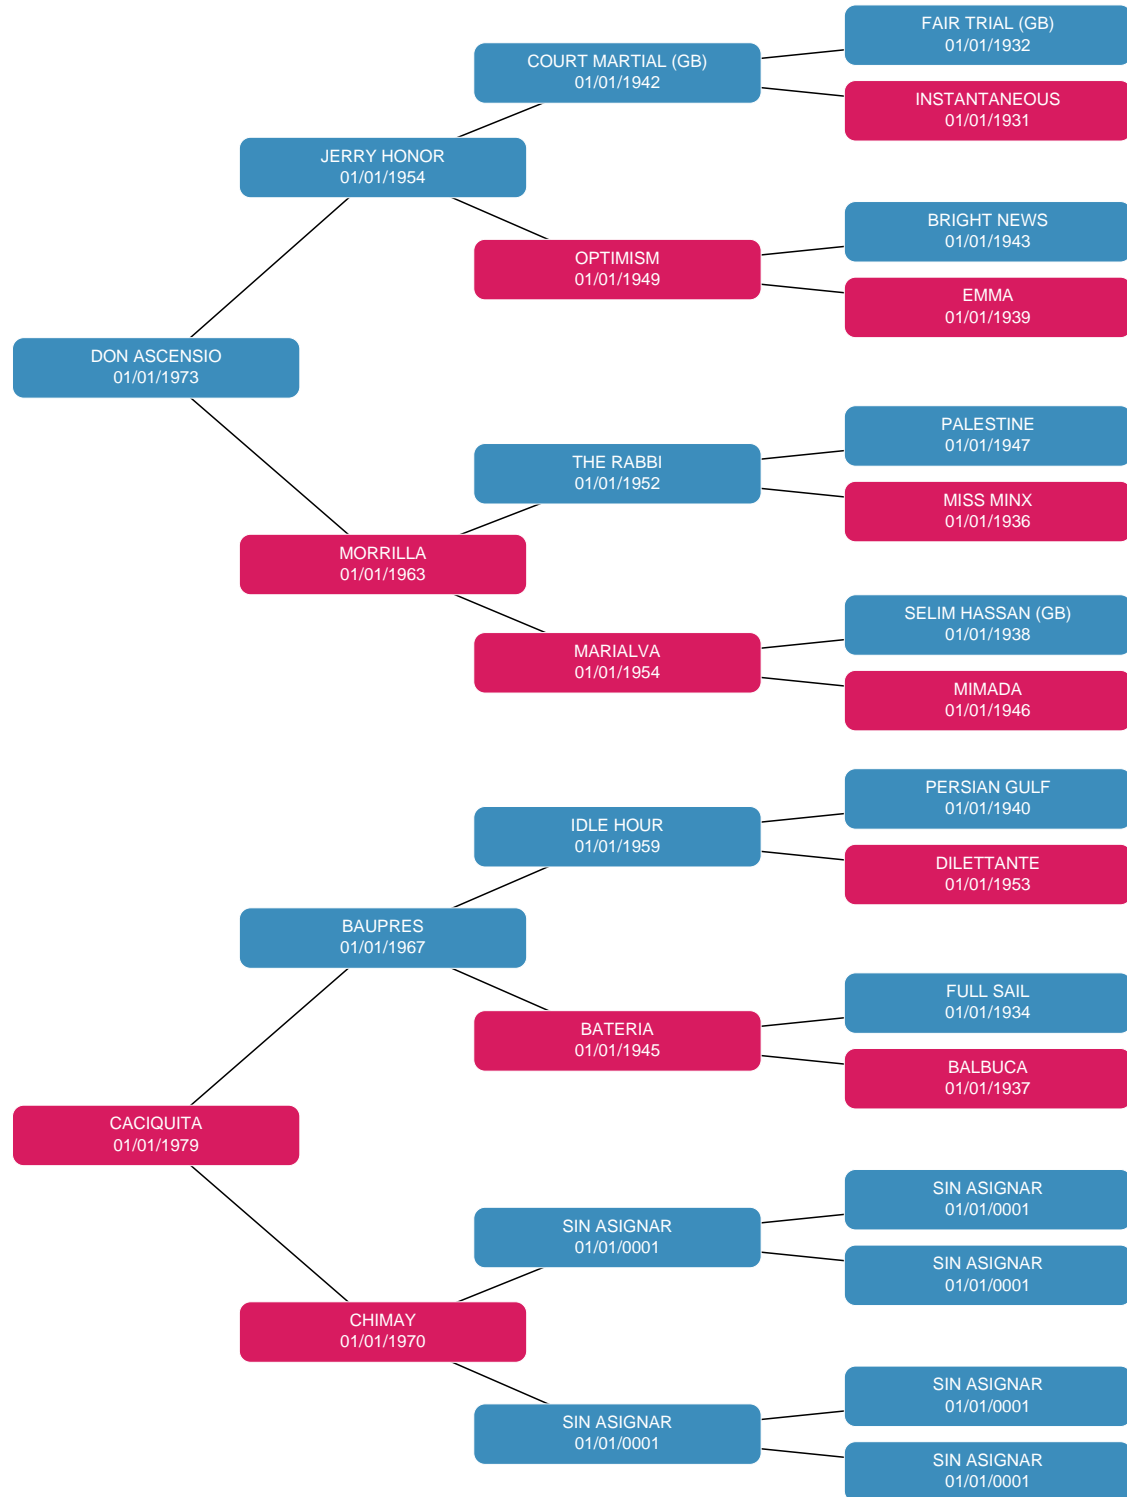 FAIR TRIAL (GB)
01/01/1932
COURT MARTIAL (GB)
01/01/1942
INSTANTANEOUS
01/01/1931
JERRY HONOR
01/01/1954
BRIGHT NEWS
01/01/1943
OPTIMISM
01/01/1949
EMMA
01/01/1939
DON ASCENSIO
01/01/1973
PALESTINE
01/01/1947
THE RABBI
01/01/1952
MISS MINX
01/01/1936
MORRILLA
01/01/1963
SELIM HASSAN (GB)
01/01/1938
MARIALVA
01/01/1954
MIMADA
01/01/1946
PERSIAN GULF
01/01/1940
IDLE HOUR
01/01/1959
DILETTANTE
01/01/1953
BAUPRES
01/01/1967
FULL SAIL
01/01/1934
BATERIA
01/01/1945
BALBUCA
01/01/1937
CACIQUITA
01/01/1979
SIN ASIGNAR
01/01/0001
SIN ASIGNAR
01/01/0001
SIN ASIGNAR
01/01/0001
CHIMAY
01/01/1970
SIN ASIGNAR
01/01/0001
SIN ASIGNAR
01/01/0001
SIN ASIGNAR
01/01/0001